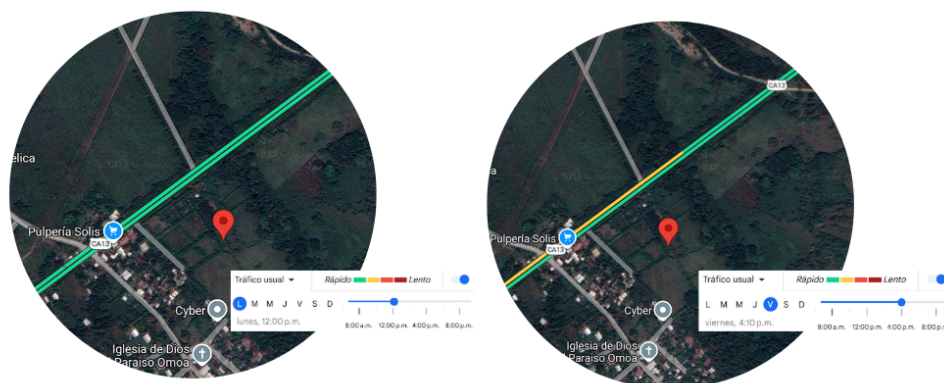 elica
Pulpería Solis
CA13
Cyber
Iglesia de Dios
Paraiso Omoa
Tráfico usual
Rápido
Lento
L M M J V S D
lunes, 12:00 p.m.
8:00 a.m. 12:00 p.m. 4:00 p.m. 8:00 p.m.
CA13
a
Pulpería Solis
CA13
Cyber
Iglesia de Dios
Paraiso Omoa
Tráfico usual
Rápido
Lento
L M M J V S D
viernes, 4:10 p.m.
8:00 a.m. 12:00 p.m. 4:00 p.m.